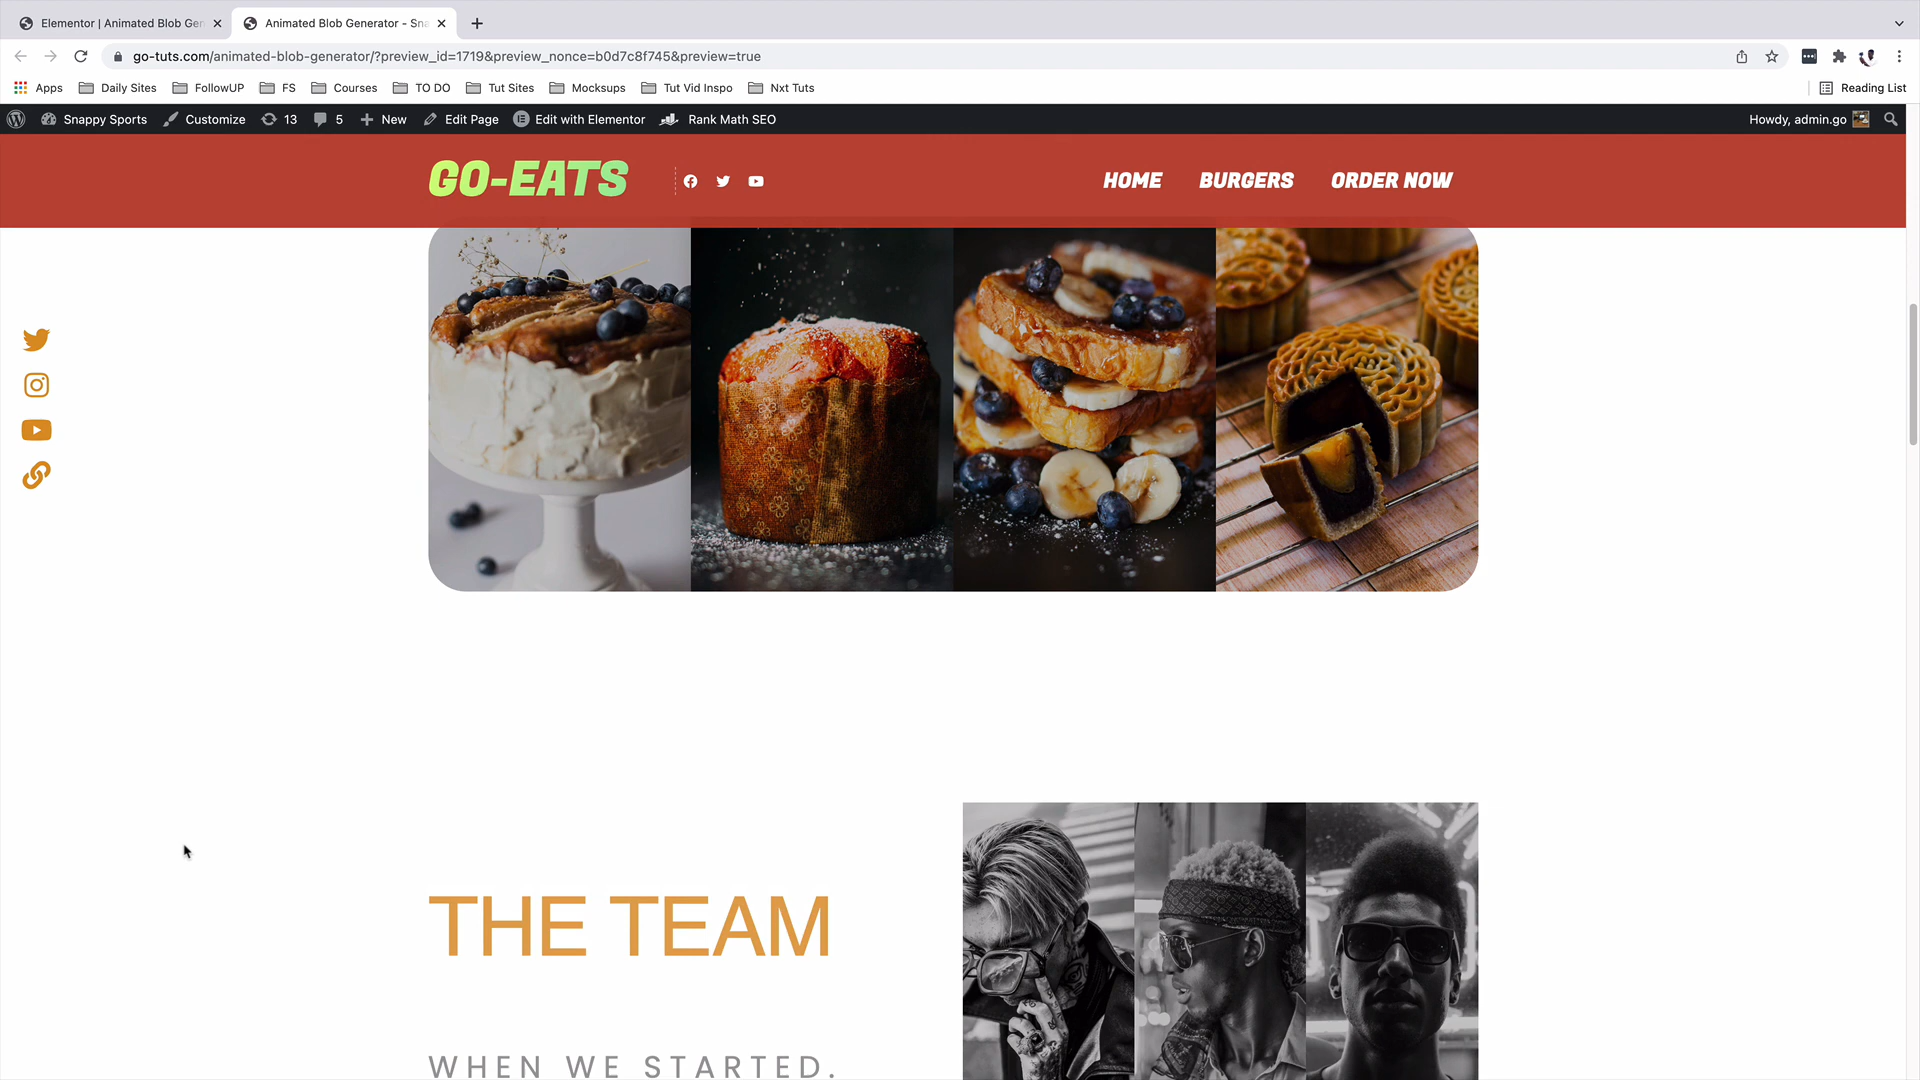 Elementor | Animated Blob Gen
Animated Blob Generator - Sna
go-tuts.com/animated-blob-generator/?preview_id=1719&preview_nonce=b0d7c8f745&preview=true
Apps Daily Sites FollowUP FS Courses TO DO Tut Sites Mocksups Tut Vid Inspo Nxt Tuts Reading List
Snappy Sports Customize 13 5 New Edit Page Edit with Elementor Rank Math SEO Howdy, admin.go
GO-EATS HOME BURGERS ORDER NOW
THE TEAM
WHEN WE STARTED.